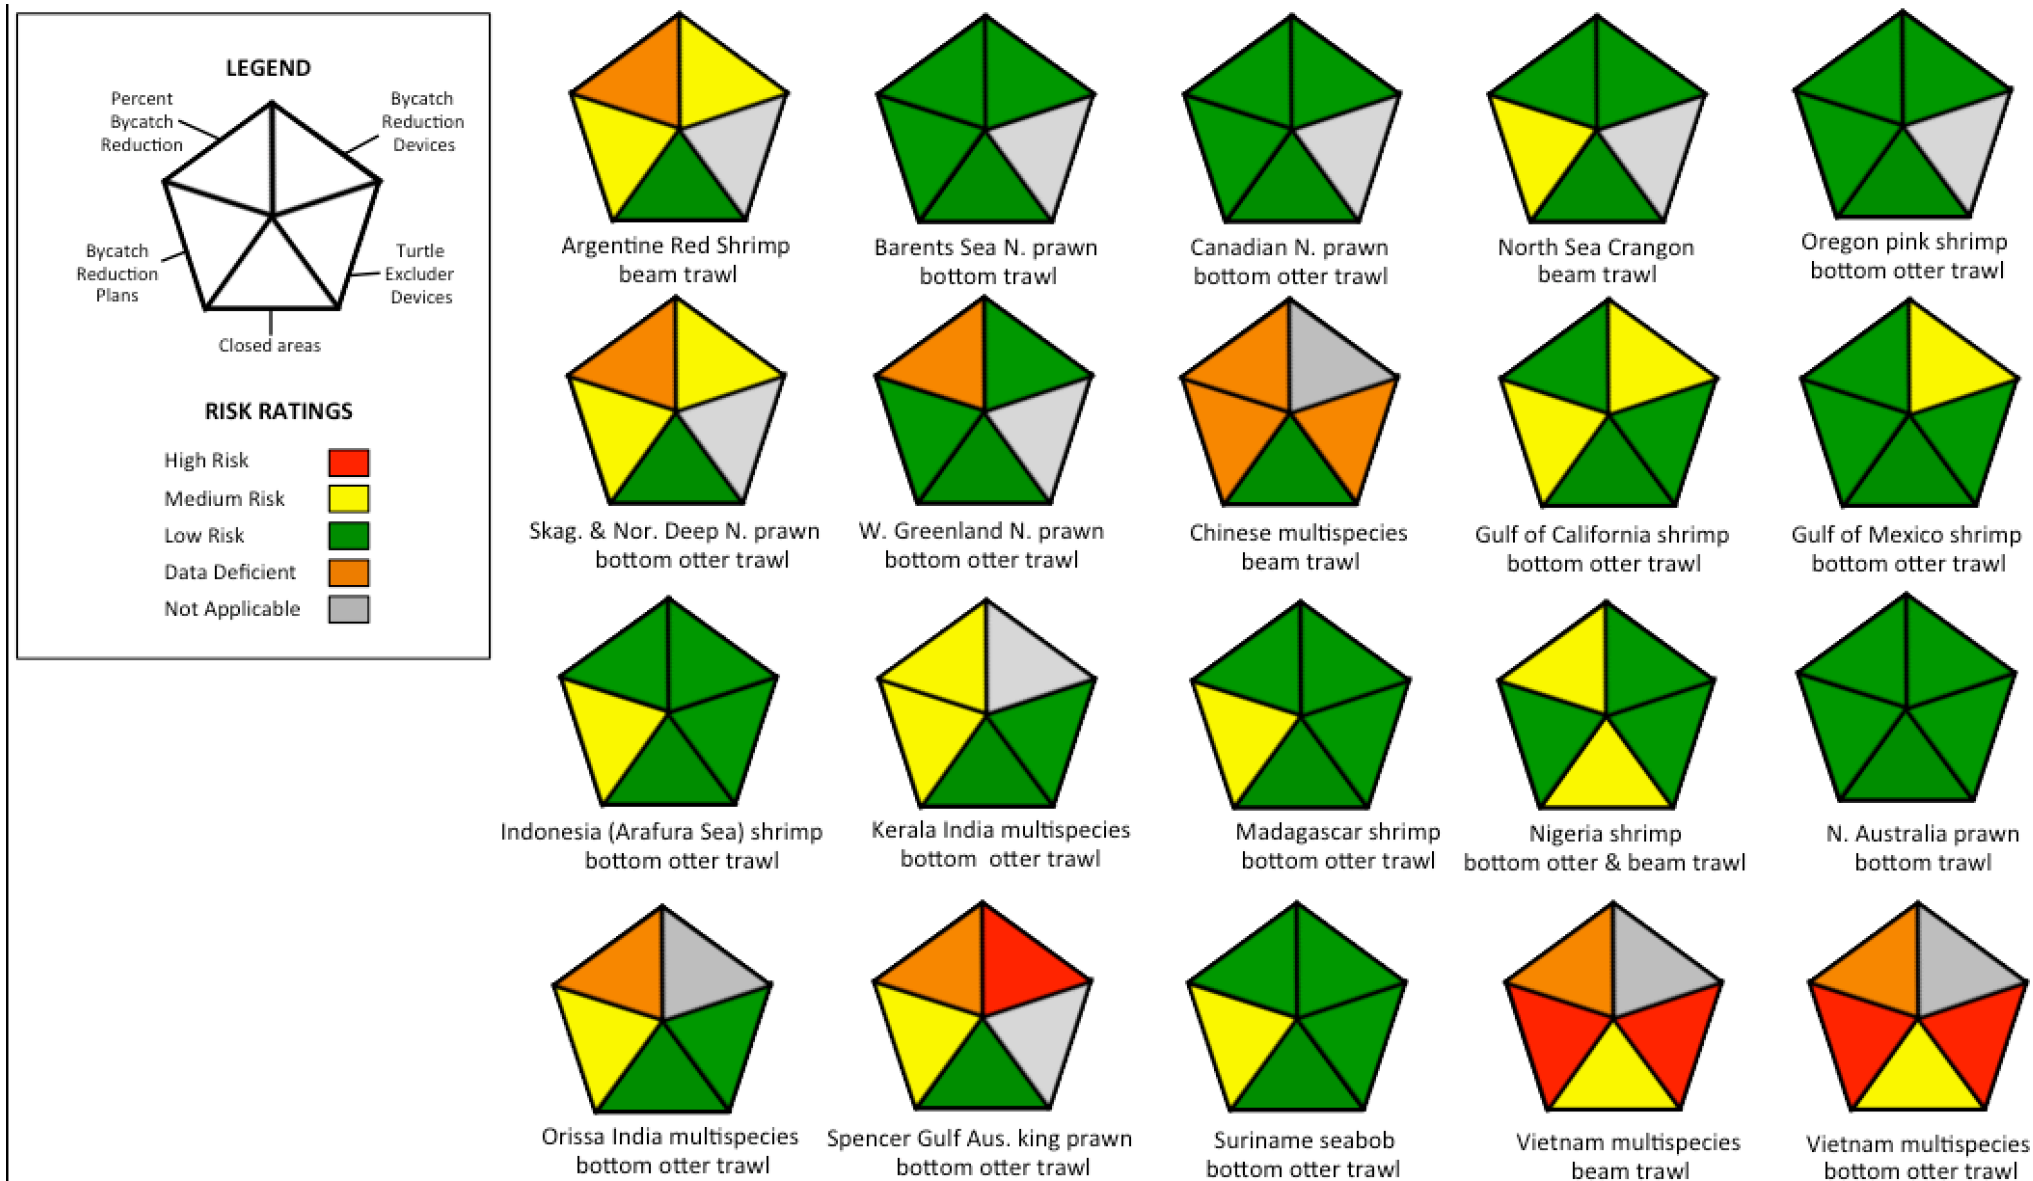 LEGEND
Percent
Bycatch
Reduction
Bycatch
Reduction
Devices
Bycatch
Reduction
Plans
Turtle
Excluder
Devices
Closed areas
RISK RATINGS
High Risk
Medium Risk
Low Risk
Data Deficient
Not Applicable
Argentine Red Shrimp
beam trawl
Barents Sea N. prawn
bottom trawl
Canadian N. prawn
bottom otter trawl
North Sea Crangon
beam trawl
Oregon pink shrimp
bottom otter trawl
Skag. & Nor. Deep N. prawn
bottom otter trawl
W. Greenland N. prawn
bottom otter trawl
Chinese multispecies
beam trawl
Gulf of California shrimp
bottom otter trawl
Gulf of Mexico shrimp
bottom otter trawl
Indonesia (Arafura Sea) shrimp
bottom otter trawl
Kerala India multispecies
bottom otter trawl
Madagascar shrimp
bottom otter trawl
Nigeria shrimp
bottom otter & beam trawl
N. Australia prawn
bottom trawl
Orissa India multispecies
bottom otter trawl
Spencer Gulf Aus. king prawn
bottom otter trawl
Suriname seabob
bottom otter trawl
Vietnam multispecies
beam trawl
Vietnam multispecies
bottom otter trawl